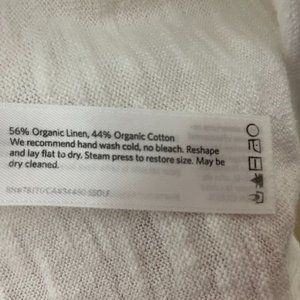 56% Organic Linen, 44% Organic Cotton
We recommend hand wash cold, no bleach. Reshape
and lay flat to dry. Steam press to restore size. May be
dry cleaned.